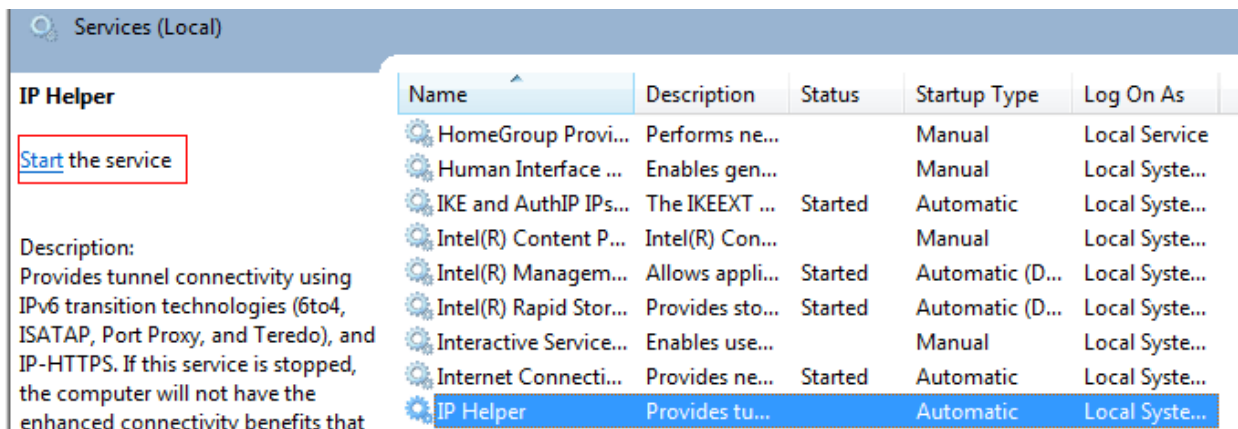 Services (Local)
IP Helper
Start the service
Description:
Provides tunnel connectivity using
IPv6 transition technologies (6to4,
ISATAP, Port Proxy, and Teredo), and
IP-HTTPS. If this service is stopped,
the computer will not have the
enhanced connectivity benefits that
Name Description Status Startup Type Log On As
HomeGroup Provi... Performs ne... Manual Local Service
Human Interface ... Enables gen... Manual Local Syste...
IKE and AuthIP IPs... The IKEEXT ... Started Automatic Local Syste...
Intel(R) Content P... Intel(R) Con... Manual Local Syste...
Intel(R) Managem... Allows appli... Started Automatic (D... Local Syste...
Intel(R) Rapid Stor... Provides sto... Started Automatic (D... Local Syste...
Interactive Service... Enables use... Manual Local Syste...
Internet Connecti... Provides ne... Started Automatic Local Syste...
IP Helper Provides tu... Automatic Local Syste...